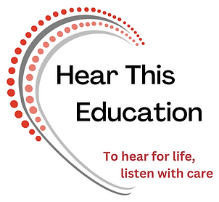 Hear This
Education
To hear for life,
listen with care